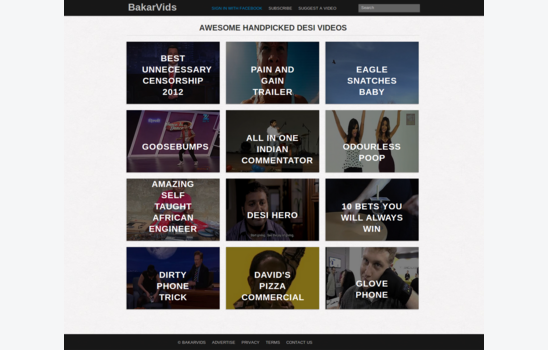 BakarVids
SIGN IN WITH FACEBOOK SUBSCRIBE SUGGEST A VIDEO
Search
AWESOME HANDPICKED DESI VIDEOS
BEST
UNNECESSARY
CENSORSHIP
2012
PAIN AND
GAIN
TRAILER
EAGLE
SNATCHES
BABY
GOOSEBUMPS
ALL IN ONE
INDIAN
COMMENTATOR
ODOURLESS
POOP
AMAZING
SELF
TAUGHT
AFRICAN
ENGINEER
DESI HERO
10 BETS YOU
WILL ALWAYS
WIN
DIRTY
PHONE
TRICK
DAVID'S
PIZZA
COMMERCIAL
GLOVE
PHONE
© BAKARVIDS ADVERTISE PRIVACY TERMS CONTACT US